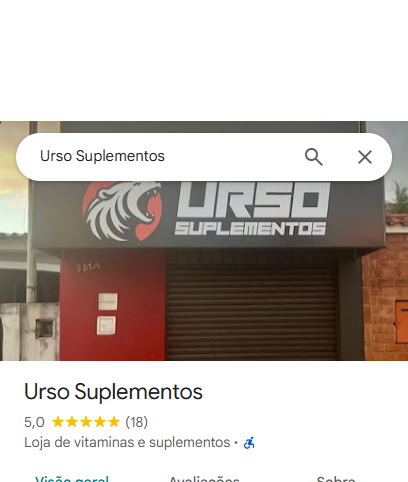 Urso Suplementos
URSO
SUPLEMENTOS
Urso Suplementos
5,0 (18)
Loja de vitaminas e suplementos ·
Visão geral Avaliações Sobre